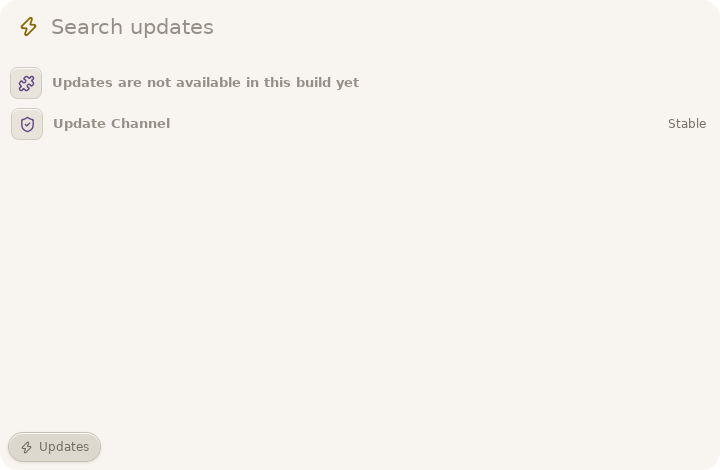 Search updates
Updates are not available in this build yet
Update Channel
Stable
Updates